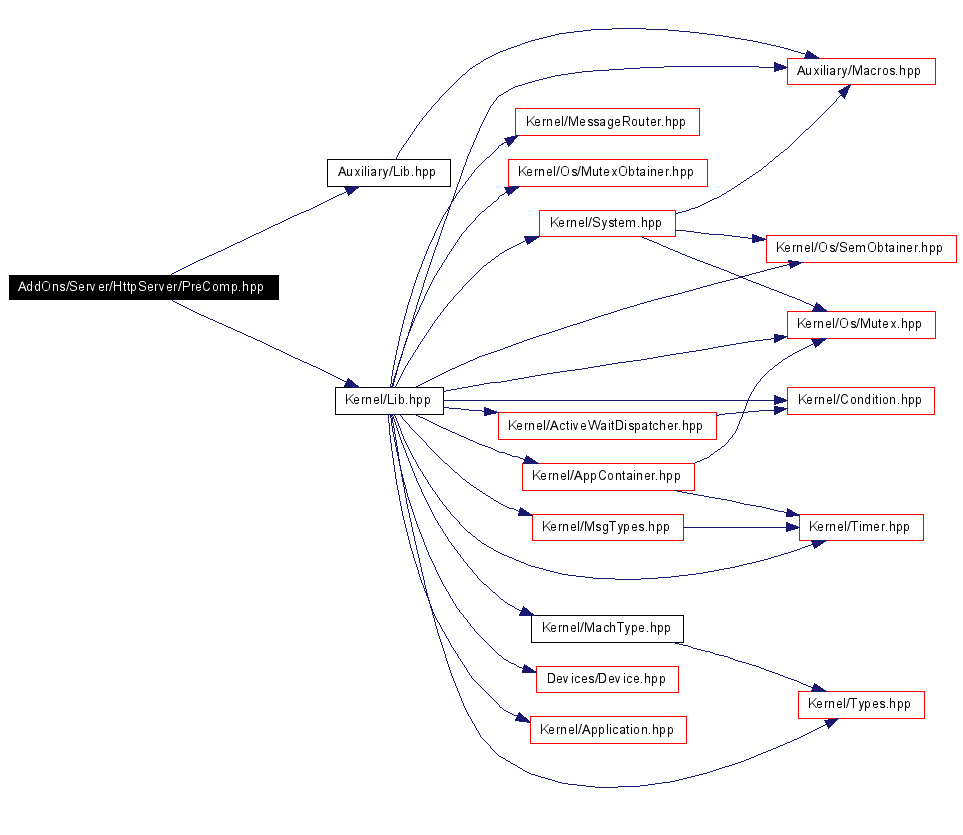 Auxiliary/Macros.hpp
Kernel/MessageRouter.hpp
Auxiliary/Lib.hpp
Kernel/Os/MutexObtainer.hpp
Kernel/System.hpp
Kernel/Os/SemObtainer.hpp
AddOns/Server/HttpServer/PreComp.hpp
Kernel/Os/Mutex.hpp
Kernel/Lib.hpp
Kernel/Condition.hpp
Kernel/ActiveWaitDispatcher.hpp
Kernel/AppContainer.hpp
Kernel/MsgTypes.hpp
Kernel/Timer.hpp
Kernel/MachType.hpp
Devices/Device.hpp
Kernel/Types.hpp
Kernel/Application.hpp